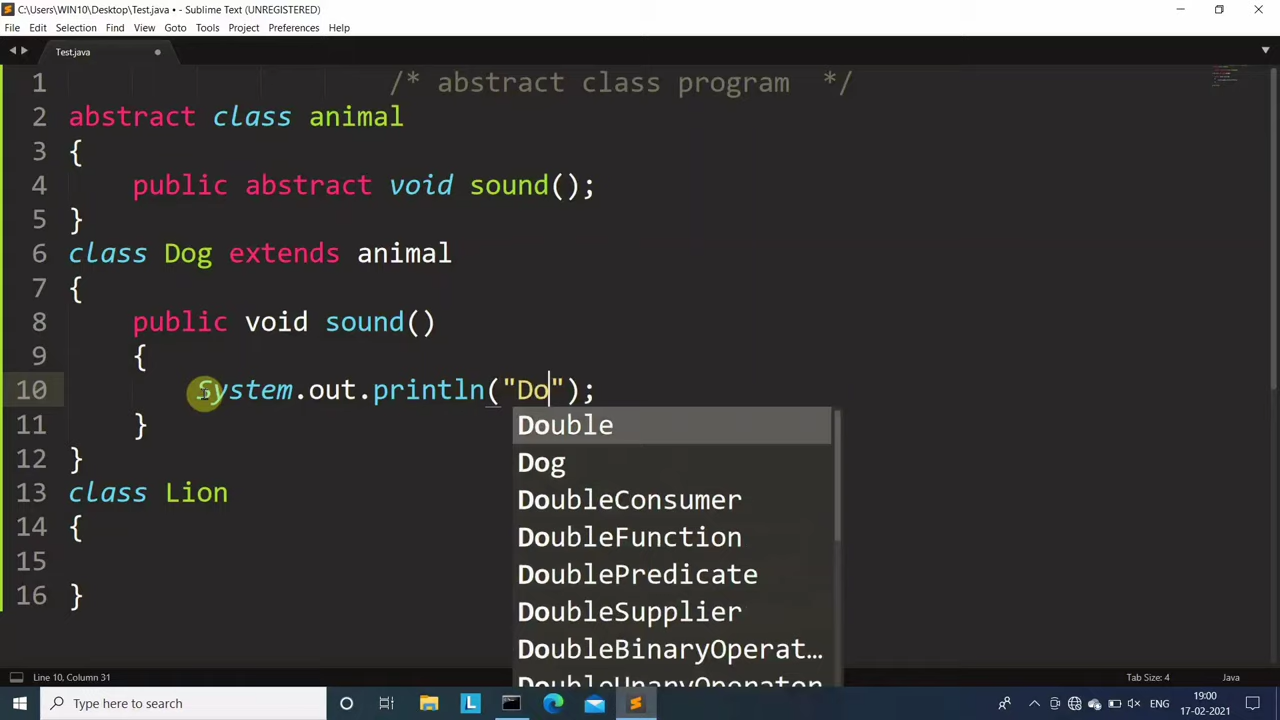 C:\Users\WIN10\Desktop\Test.java • - Sublime Text (UNREGISTERED)
File Edit Selection Find View Goto Tools Project Preferences Help
Test.java
1 /* abstract class program */
2 abstract class animal
3 {
4 public abstract void sound();
5 }
6 class Dog extends animal
7 {
8 public void sound()
9 {
10 System.out.println("Do");
11 }
12 }
13 class Lion
14 {
15
16 }
Double
Dog
DoubleConsumer
DoubleFunction
DoublePredicate
DoubleSupplier
DoubleBinaryOperat…
DoubleUnaryOperator
Line 10, Column 31
Tab Size: 4
Java
Type here to search
ENG
19:00
17-02-2021